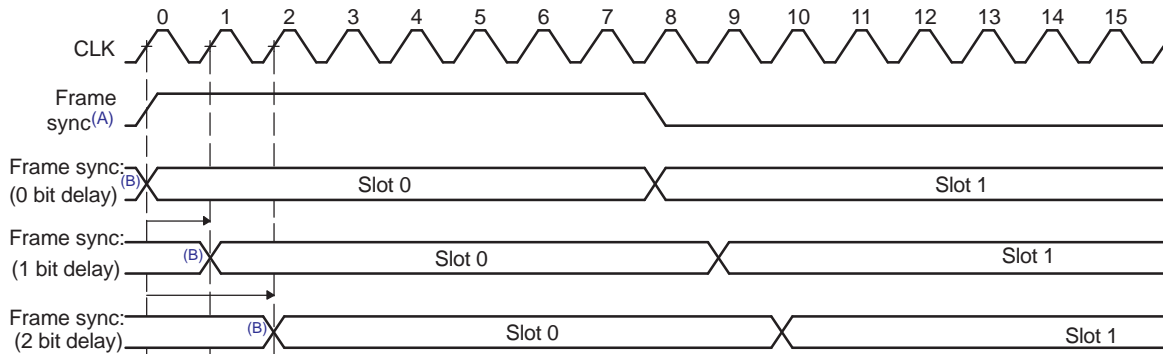 0 1 2 3 4 5 6 7 8 9 10 11 12 13 14 15
CLK
Frame
sync(A)
Frame sync:
(0 bit delay)
(B)
Slot 0
Slot 1
Frame sync:
(1 bit delay)
(B)
Slot 0
Slot 1
Frame sync:
(2 bit delay)
(B)
Slot 0
Slot 1